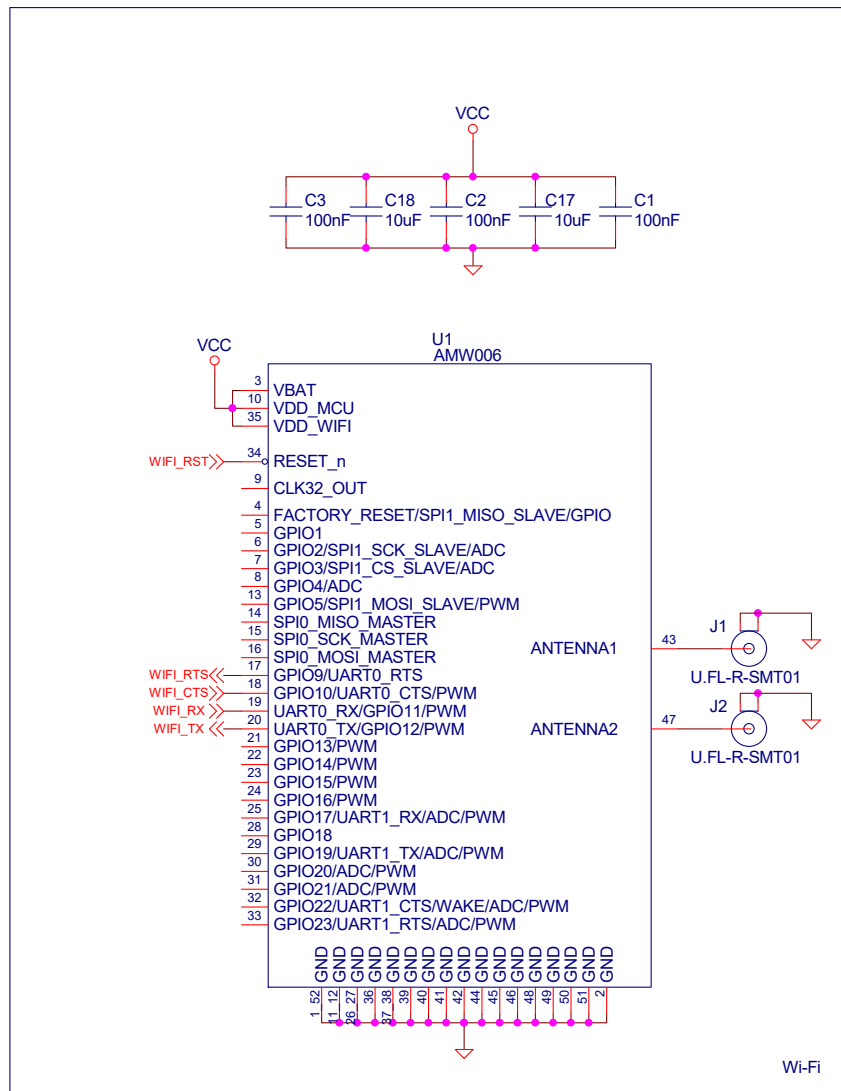 VCC
C3 C18 C2 C17 C1
100nF 10uF 100nF 10uF 100nF
U1
AMW006
VCC
3 VBAT
10 VDD_MCU
35 VDD_WIFI
WIFI_RST 34 RESET_n
9 CLK32_OUT
4 FACTORY_RESET/SPI1_MISO_SLAVE/GPIO
5 GPIO1
6 GPIO2/SPI1_SCK_SLAVE/ADC
7 GPIO3/SPI1_CS_SLAVE/ADC
8 GPIO4/ADC
13 GPIO5/SPI1_MOSI_SLAVE/PWM
14 SPI0_MISO_MASTER
15 SPI0_SCK_MASTER
16 SPI0_MOSI_MASTER
ANTENNA1 43 J1
U.FL-R-SMT01
WIFI_RTS 17 GPIO9/UART0_RTS
WIFI_CTS 18 GPIO10/UART0_CTS/PWM
WIFI_RX 19 UART0_RX/GPIO11/PWM
WIFI_TX 20 UART0_TX/GPIO12/PWM
ANTENNA2 47 J2
U.FL-R-SMT01
21 GPIO13/PWM
22 GPIO14/PWM
23 GPIO15/PWM
24 GPIO16/PWM
25 GPIO17/UART1_RX/ADC/PWM
28 GPIO18
29 GPIO19/UART1_TX/ADC/PWM
30 GPIO20/ADC/PWM
31 GPIO21/ADC/PWM
32 GPIO22/UART1_CTS/WAKE/ADC/PWM
33 GPIO23/UART1_RTS/ADC/PWM
GND GND GND GND GND GND GND GND GND GND GND GND GND GND GND GND GND
1_52 11_12 26_27 36 37_38 39 40 41 42 44 45 46 48 49 50 51 2
Wi-Fi